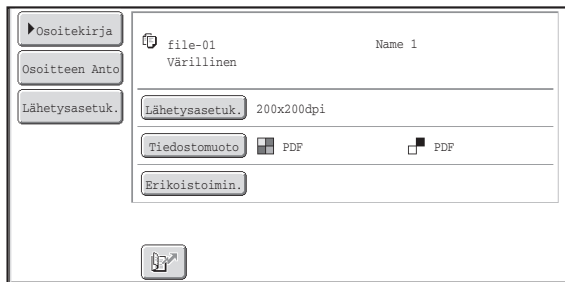 Osoitekirja
Osoitteen Anto
Lähetysasetuk.
file-01 Name 1
Värillinen
Lähetysasetuk. 200x200dpi
Tiedostomuoto PDF PDF
Erikoistoimin.